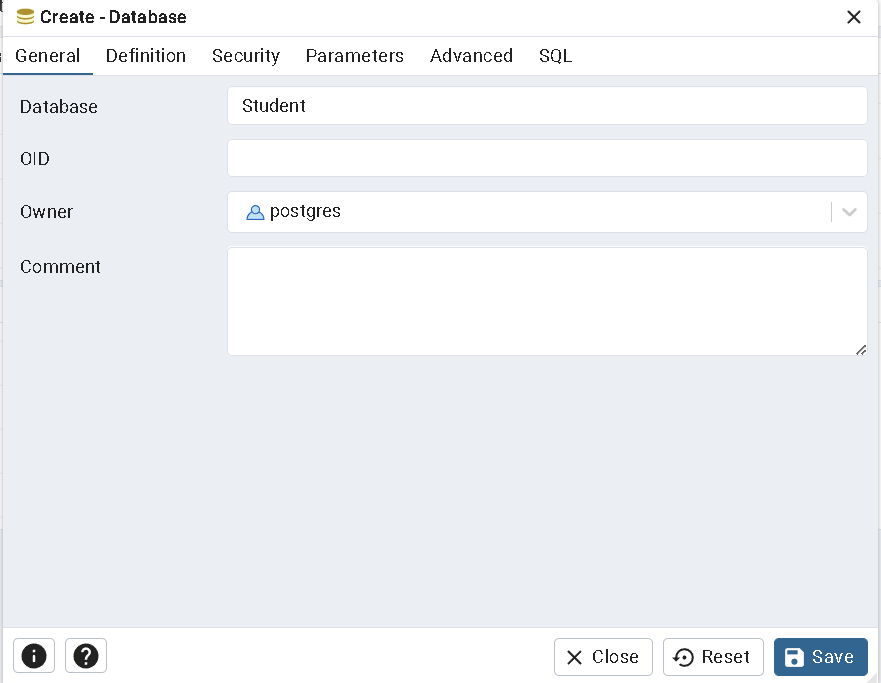 Create - Database
General Definition Security Parameters Advanced SQL
Database Student
OID
Owner postgres
Comment
Close Reset Save